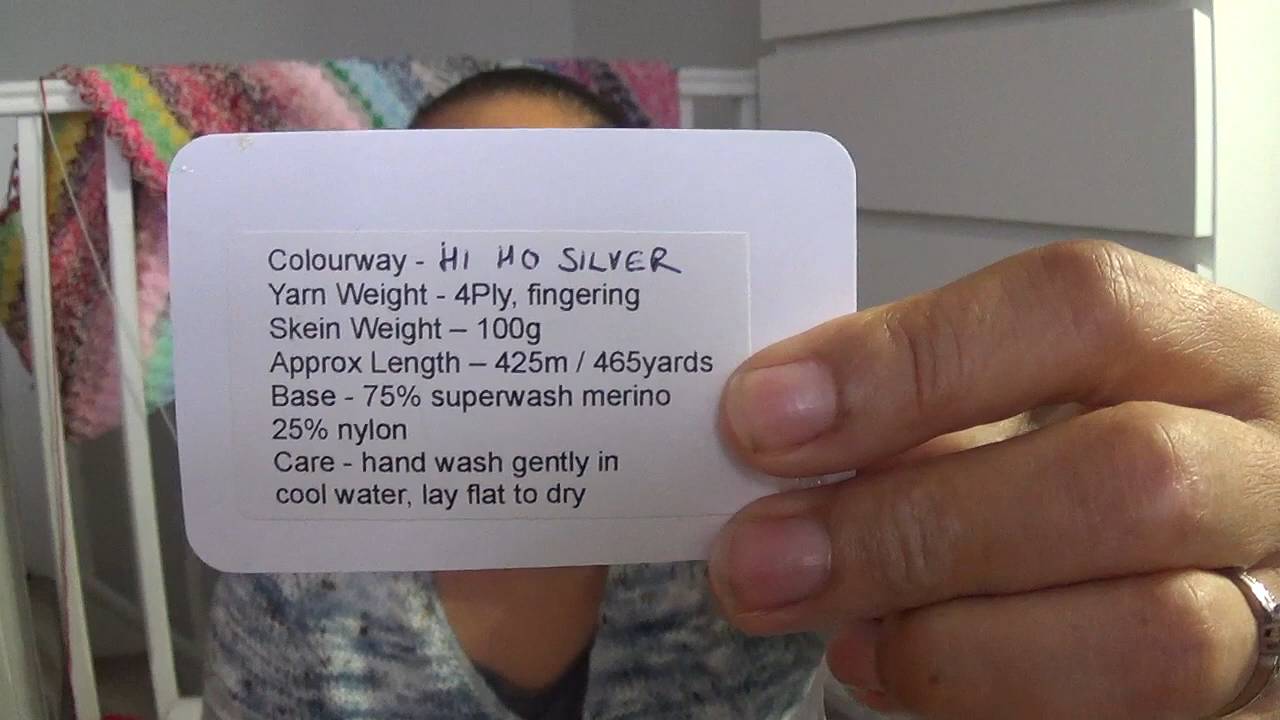 Colourway - HI HO SILVER
Yarn Weight - 4Ply, fingering
Skein Weight – 100g
Approx Length – 425m / 465yards
Base - 75% superwash merino
25% nylon
Care - hand wash gently in
cool water, lay flat to dry